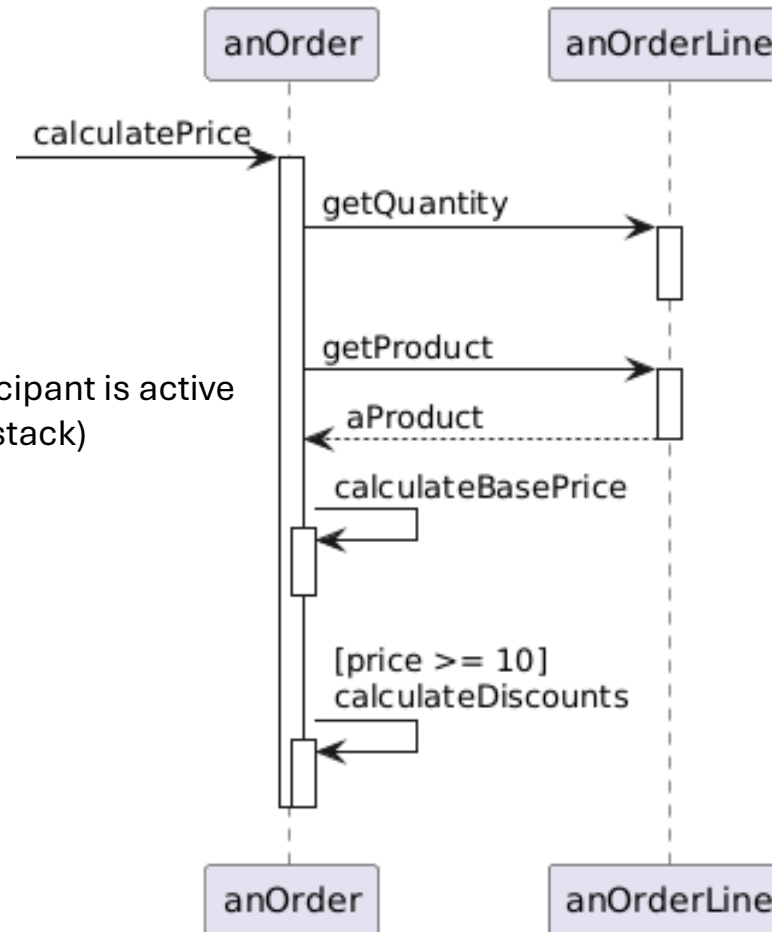 anOrder
anOrderLine
calculatePrice
getQuantity
getProduct
cipant is active
aProduct
stack)
calculateBasePrice
[price >= 10]
calculateDiscounts
anOrder
anOrderLine